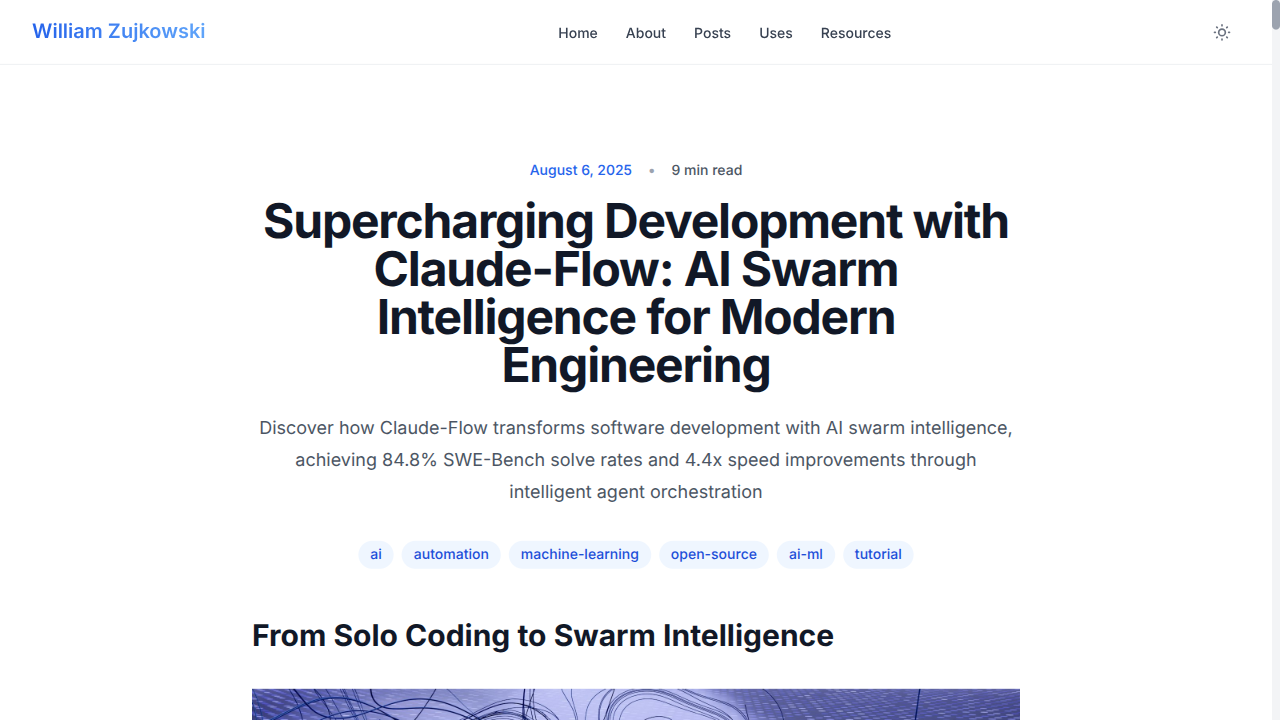 William Zujkowski
Home
About
Posts
Uses
Resources
August 6, 2025 • 9 min read
Supercharging Development with
Claude-Flow: AI Swarm
Intelligence for Modern
Engineering
Discover how Claude-Flow transforms software development with AI swarm intelligence,
achieving 84.8% SWE-Bench solve rates and 4.4x speed improvements through
intelligent agent orchestration
ai
automation
machine-learning
open-source
ai-ml
tutorial
From Solo Coding to Swarm Intelligence